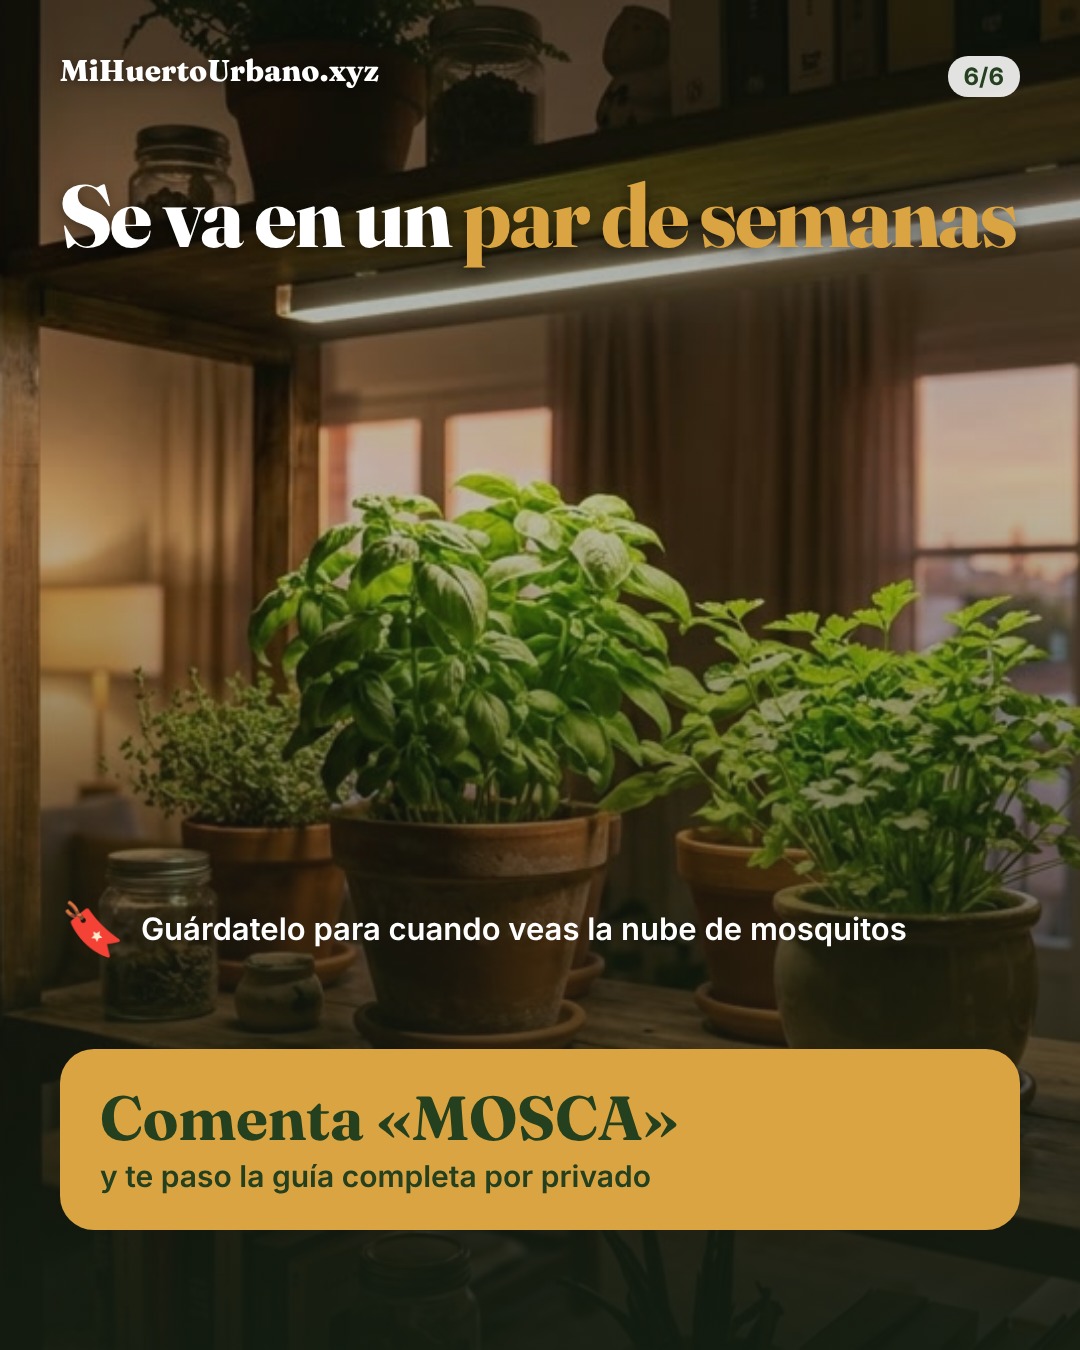 MiHuertoUrbano.xyz
6/6
Se va en un par de semanas
Guárdatelo para cuando veas la nube de mosquitos
Comenta «MOSCA»
y te paso la guía completa por privado